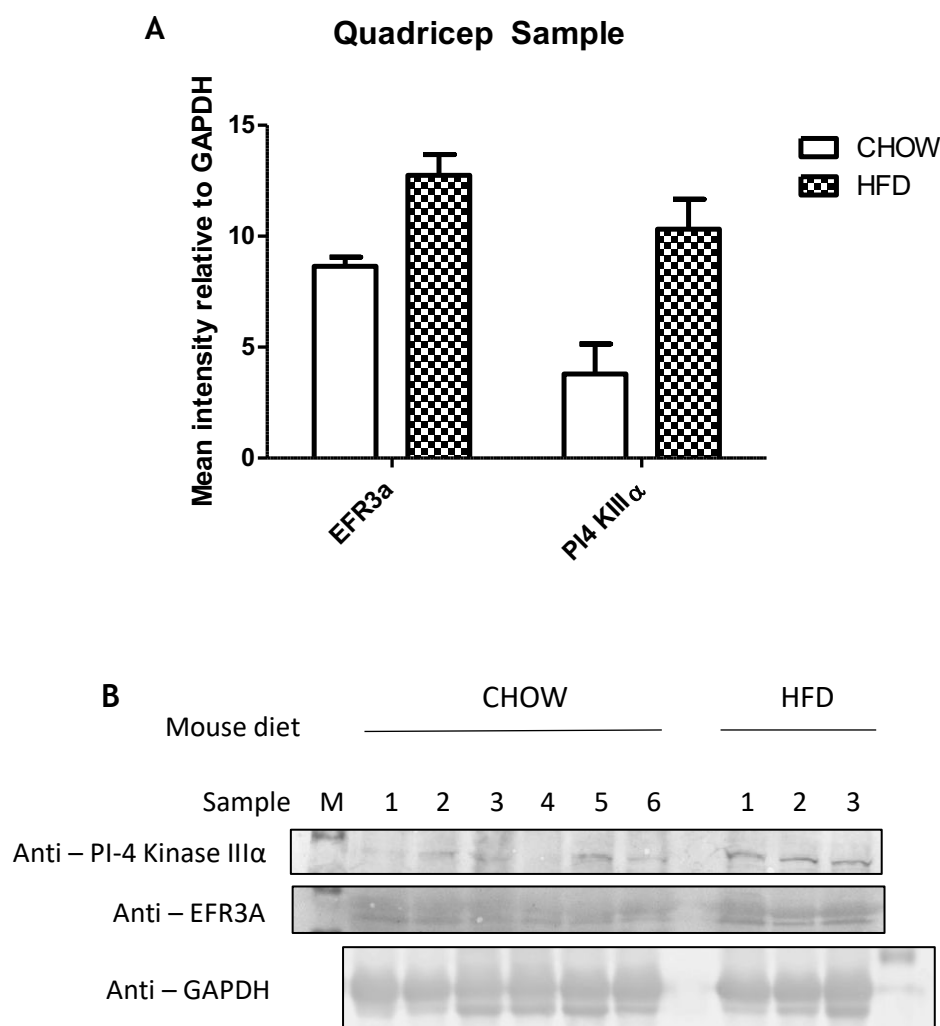 A
Quadricep Sample
Mean intensity relative to GAPDH
15
10
5
0
CHOW
HFD
EFR3a
PI4 KIIIα
B
CHOW
HFD
Mouse diet
Sample M 1 2 3 4 5 6 1 2 3
Anti – PI-4 Kinase IIIα
Anti – EFR3A
Anti – GAPDH